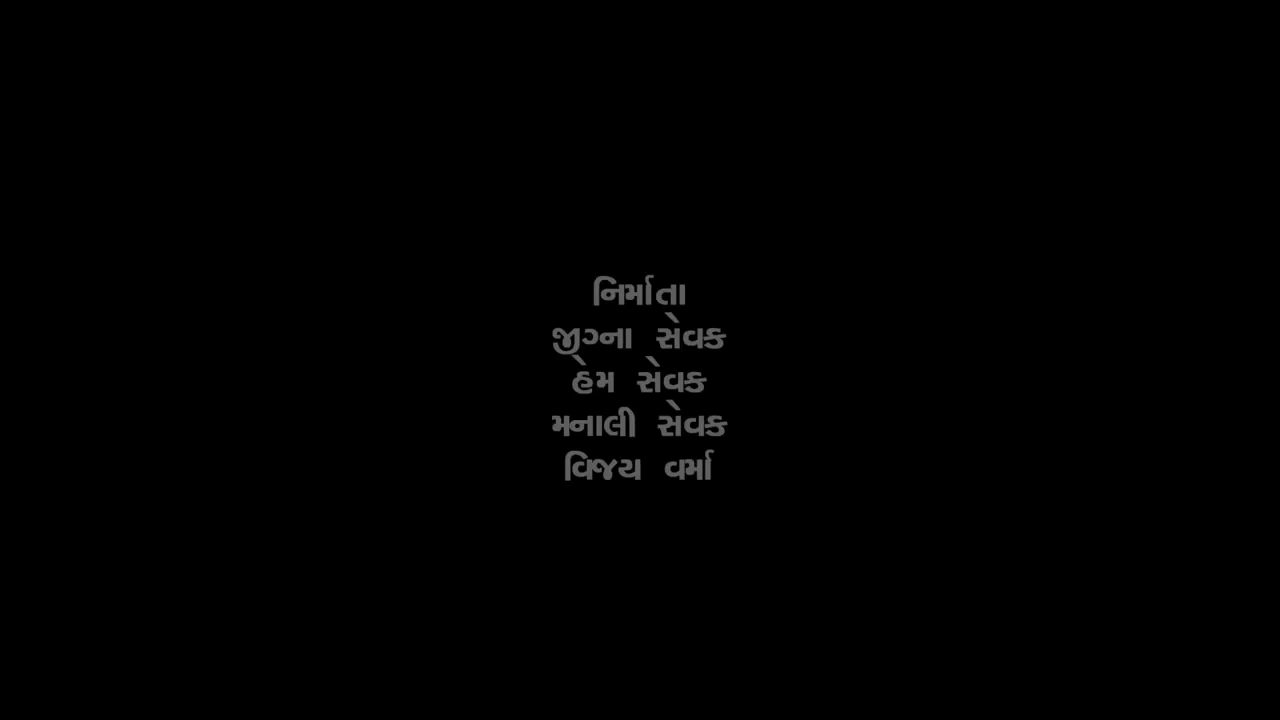 નિર્માતા
જીગ્ના સેવક
હેમ સેવક
મનાલી સેવક
વિજય વર્મા